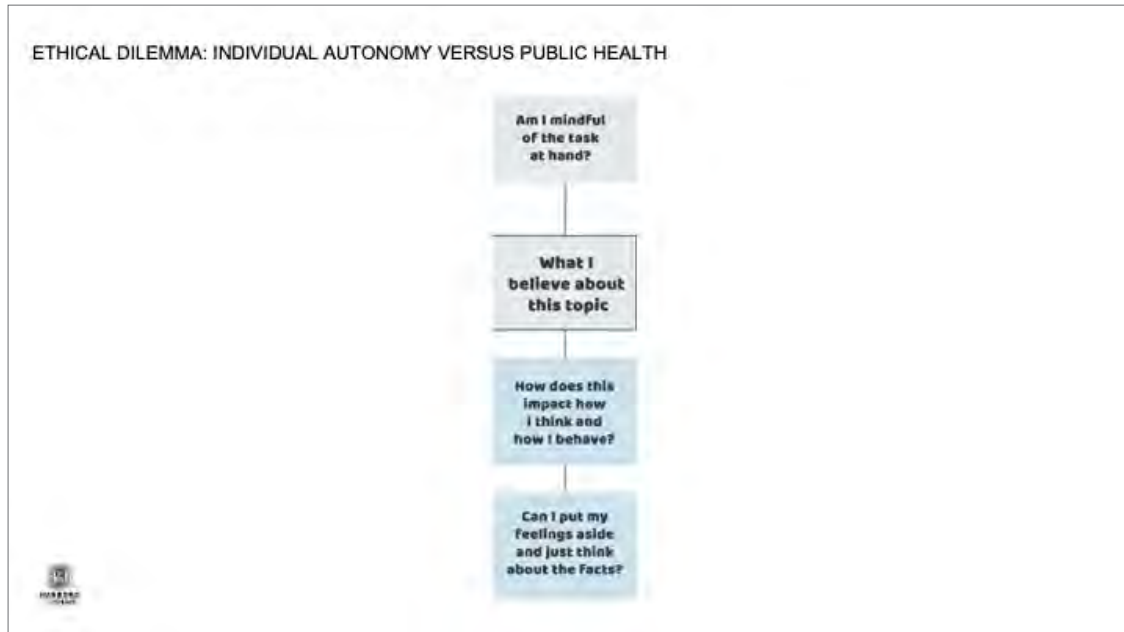 ETHICAL DILEMMA: INDIVIDUAL AUTONOMY VERSUS PUBLIC HEALTH
Am I mindful
of the task
at hand?
What I
believe about
this topic
How does this
impact how
I think and
how I behave?
Can I put my
feelings aside
and just think
about the facts?